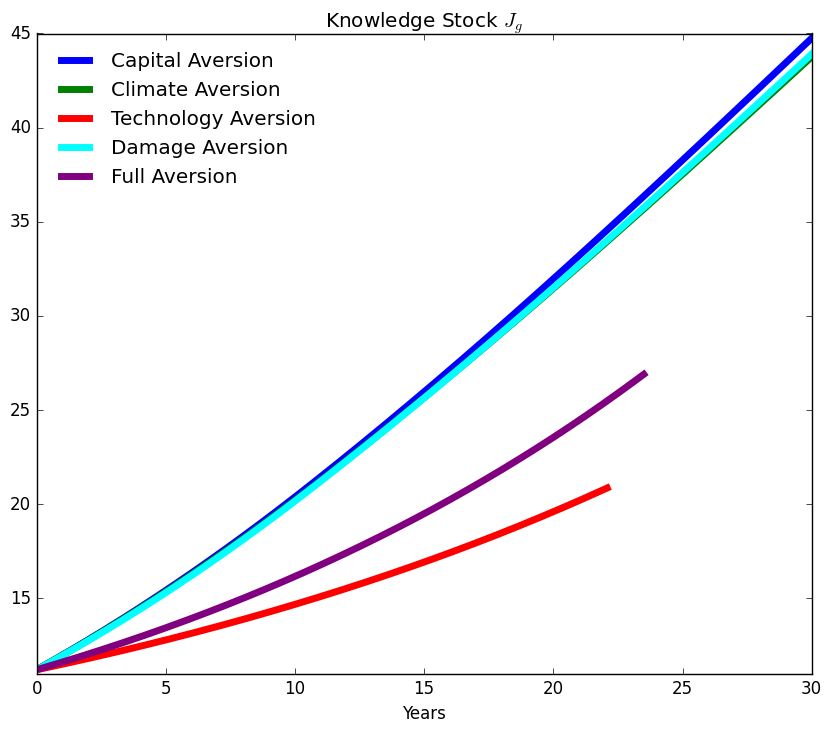 Knowledge Stock J_g
45
40
35
30
25
20
15
Capital Aversion
Climate Aversion
Technology Aversion
Damage Aversion
Full Aversion
0 5 10 15 20 25 30
Years